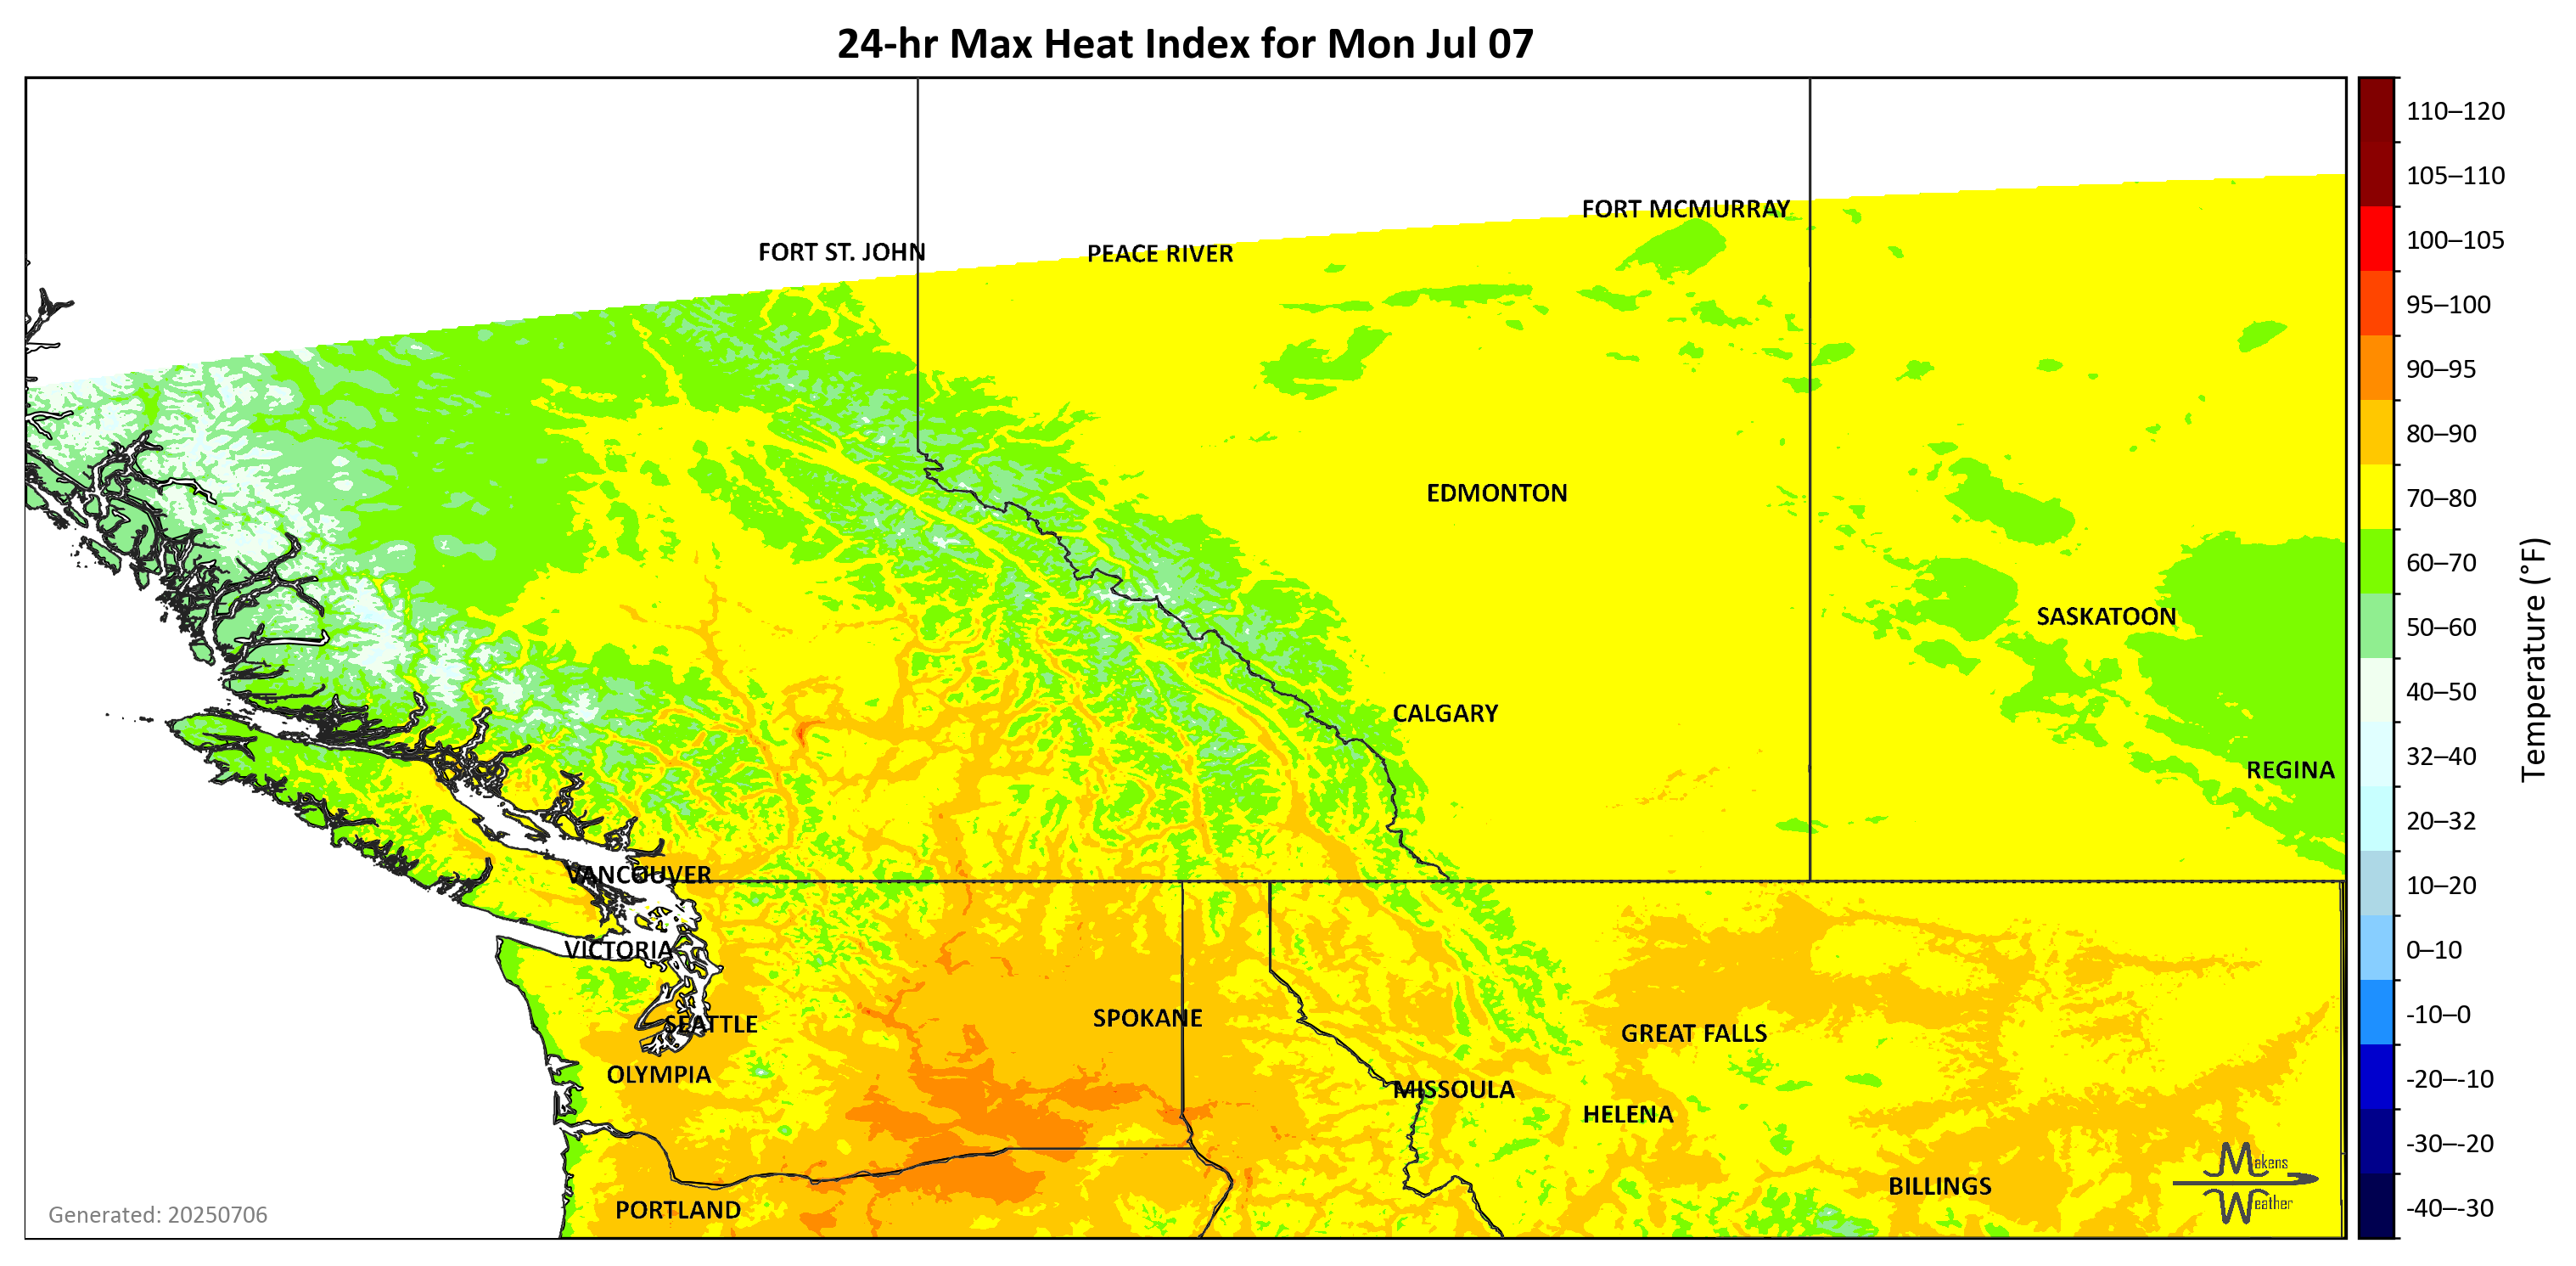 24-hr Max Heat Index for Mon Jul 07
FORT MCMURRAY
FORT ST. JOHN
PEACE RIVER
EDMONTON
SASKATOON
CALGARY
REGINA
VANCOUVER
VICTORIA
SEATTLE
SPOKANE
GREAT FALLS
OLYMPIA
MISSOULA
HELENA
BILLINGS
PORTLAND
Makens
Weather
Generated: 20250706
110–120
105–110
100–105
95–100
90–95
80–90
70–80
60–70
50–60
40–50
32–40
20–32
10–20
0–10
-10–0
-20–-10
-30–-20
-40–-30
Temperature (°F)